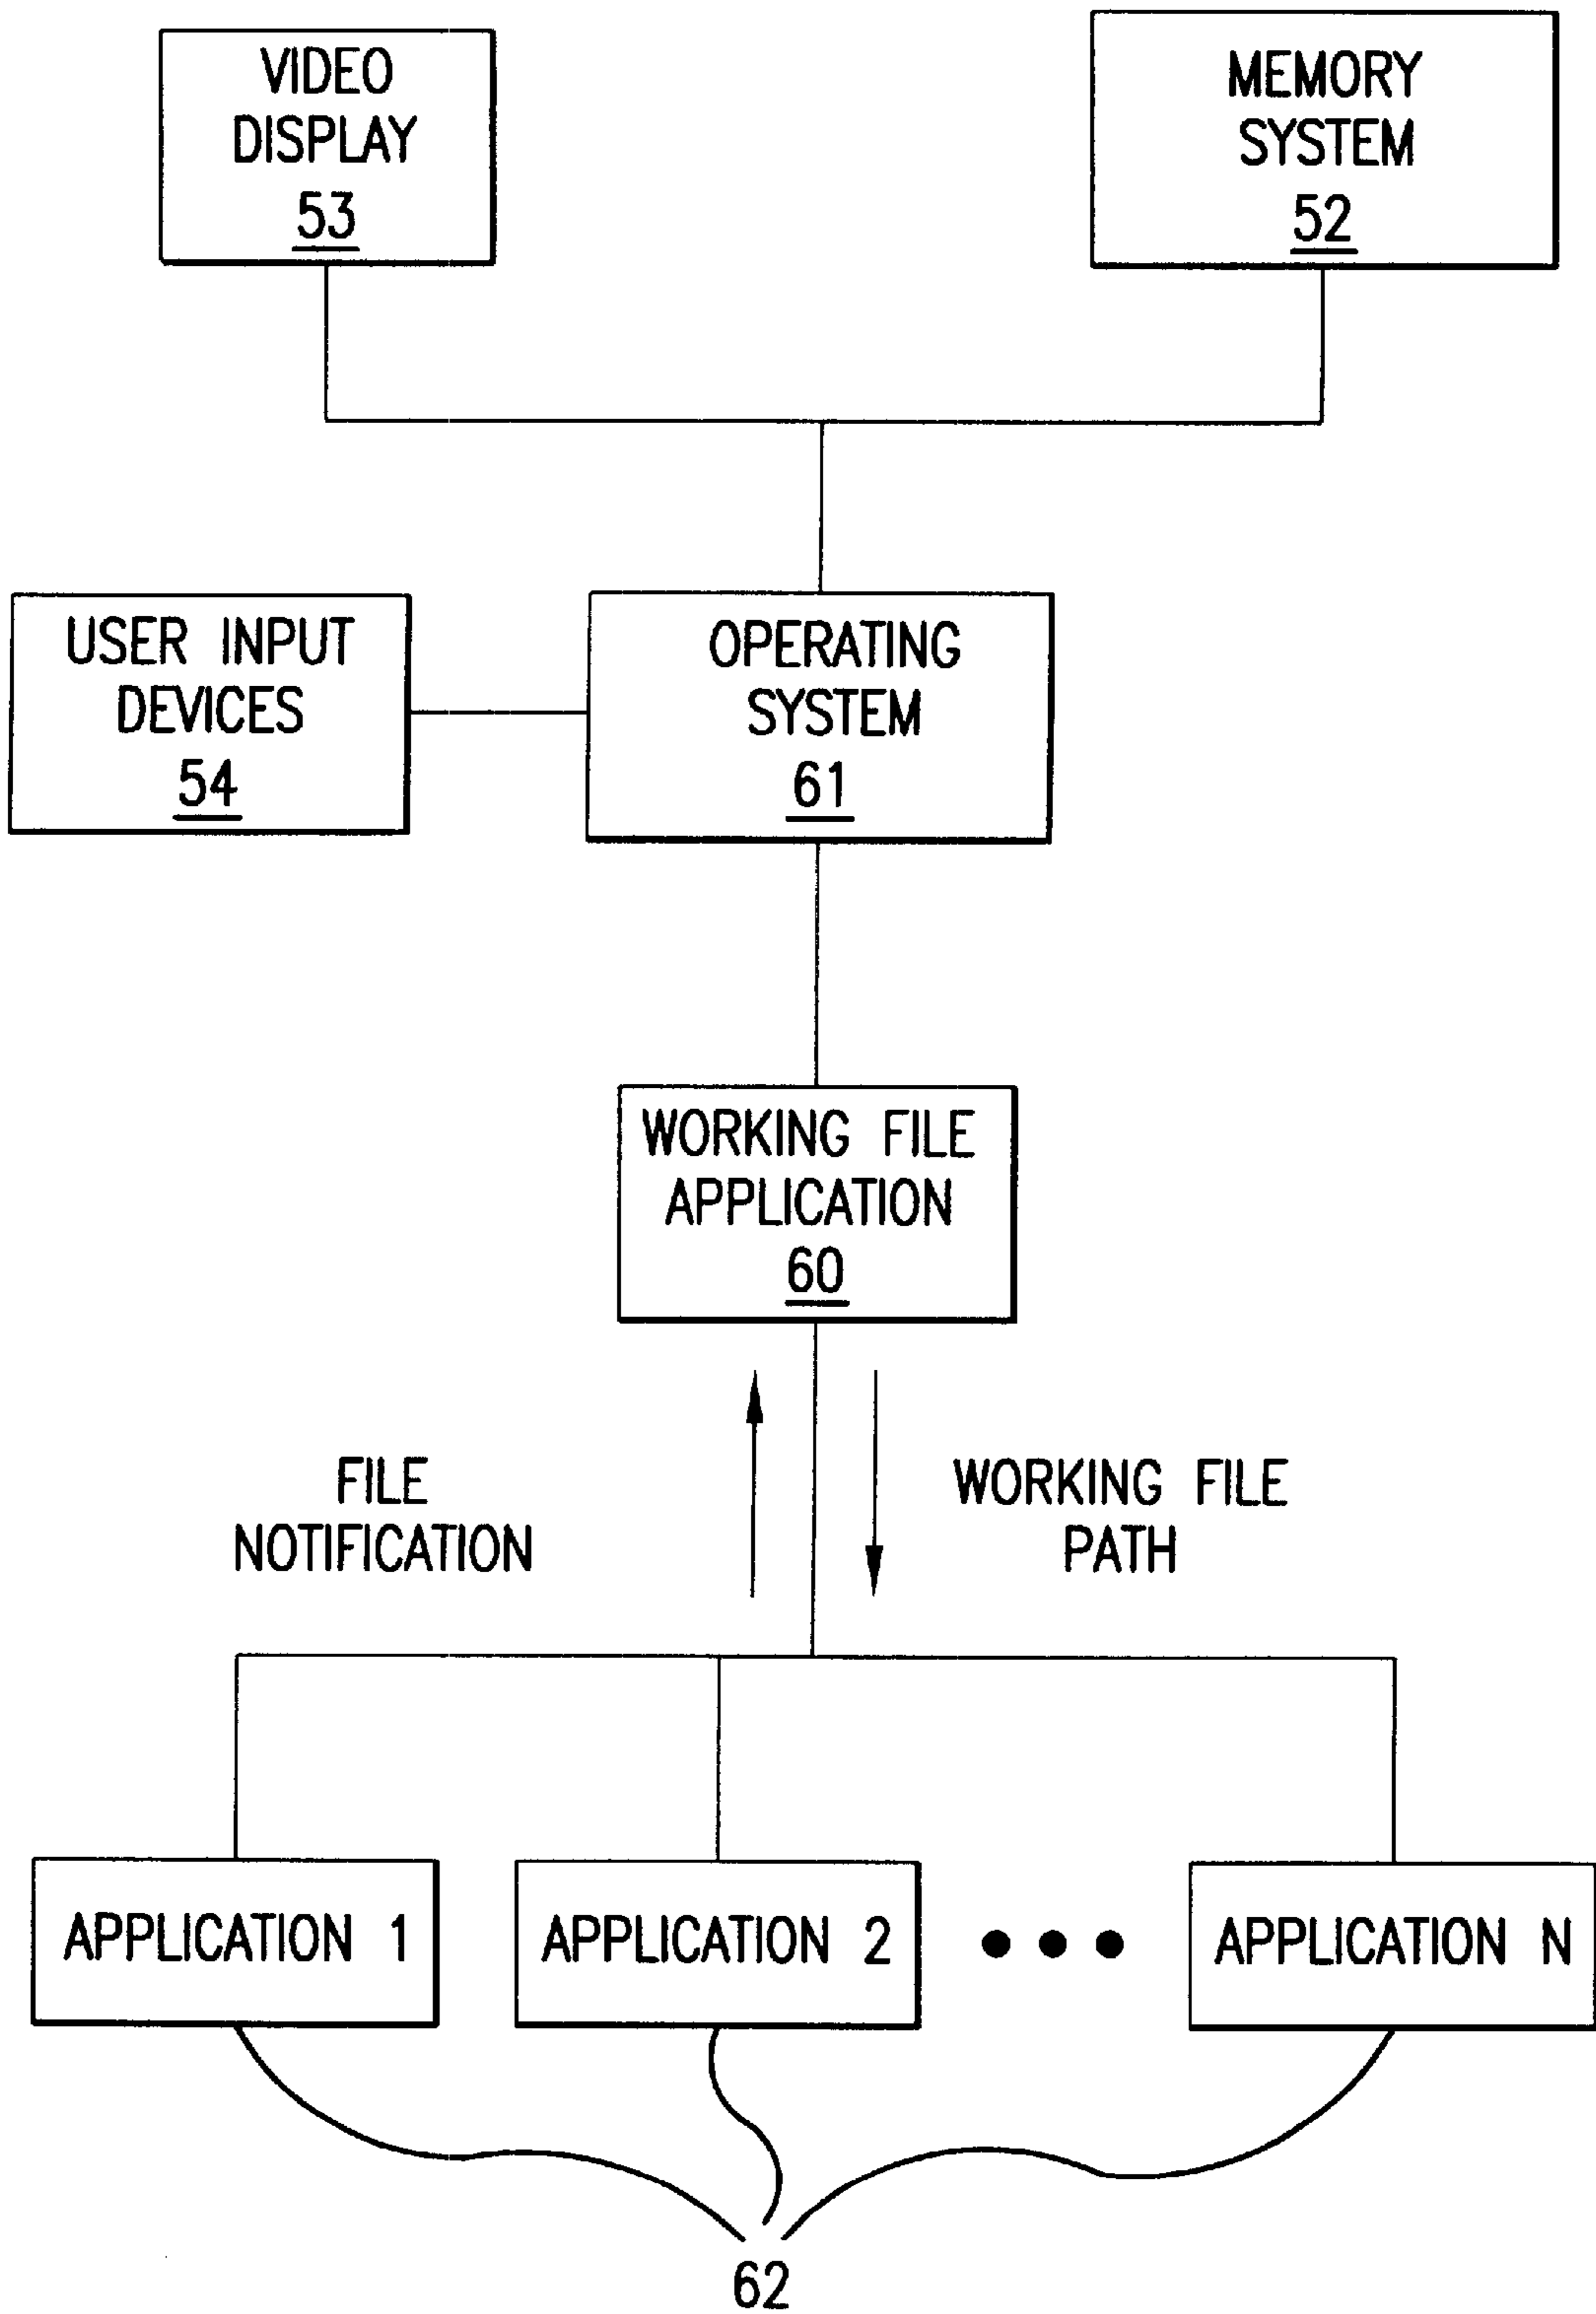 VIDEO
DISPLAY
53
MEMORY
SYSTEM
52
USER INPUT
DEVICES
54
OPERATING
SYSTEM
61
WORKING FILE
APPLICATION
60
FILE
NOTIFICATION
WORKING FILE
PATH
APPLICATION 1
APPLICATION 2
APPLICATION N
62